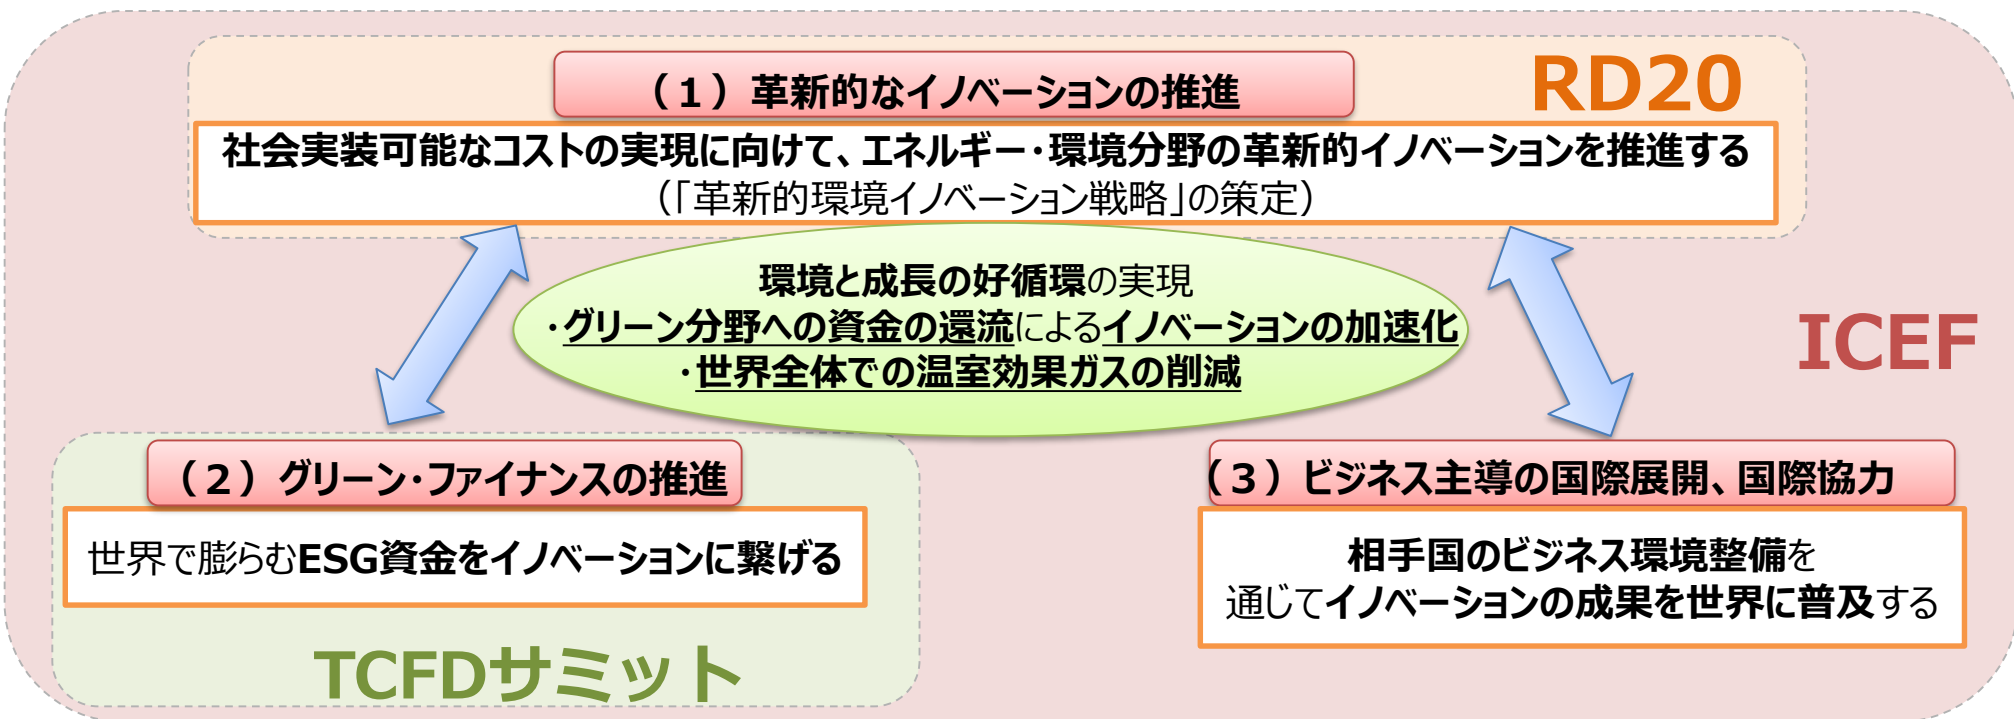 RD20
（１）革新的なイノベーションの推進
社会実装可能なコストの実現に向けて、エネルギー・環境分野の革新的イノベーションを推進する
（「革新的環境イノベーション戦略」の策定）
環境と成長の好循環の実現
・グリーン分野への資金の還流によるイノベーションの加速化
・世界全体での温室効果ガスの削減
ICEF
（２）グリーン・ファイナンスの推進
世界で膨らむESG資金をイノベーションに繋げる
TCFDサミット
（３）ビジネス主導の国際展開、国際協力
相手国のビジネス環境整備を
通じてイノベーションの成果を世界に普及する